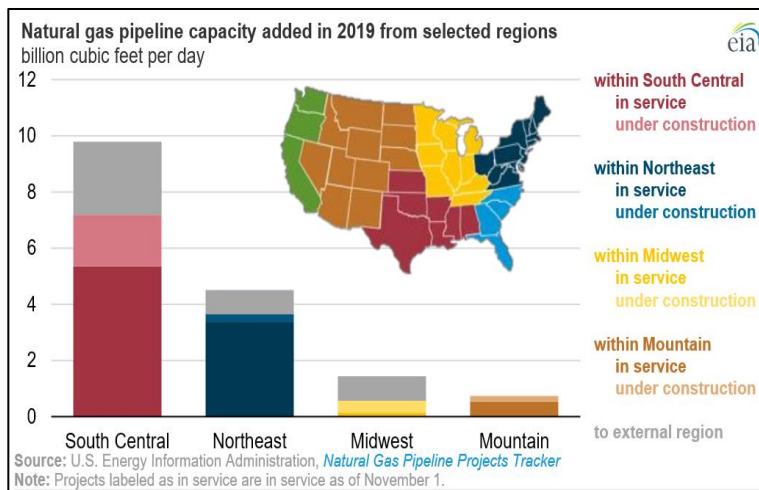 Natural gas pipeline capacity added in 2019 from selected regions
billion cubic feet per day
eia
12
10
8
6
4
2
0
South Central
Northeast
Midwest
Mountain
within South Central
in service
under construction
within Northeast
in service
under construction
within Midwest
in service
under construction
within Mountain
in service
under construction
to external region
Source: U.S. Energy Information Administration, Natural Gas Pipeline Projects Tracker
Note: Projects labeled as in service are in service as of November 1.